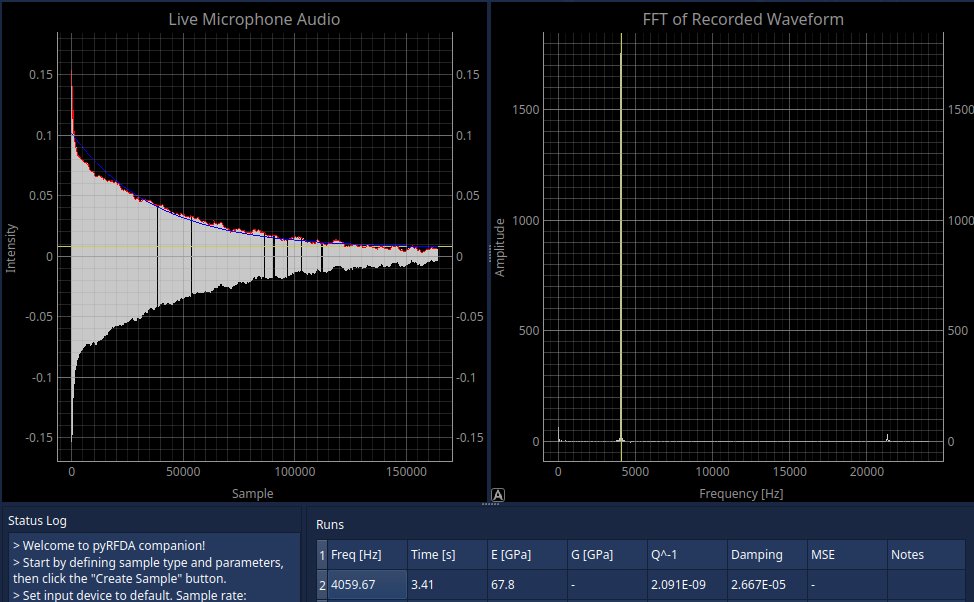 Live Microphone Audio
0.15
0.1
0.05
0
-0.05
-0.1
-0.15
Intensity
0.15
0.1
0.05
0
-0.05
-0.1
-0.15
0 50000 100000 150000
Sample
FFT of Recorded Waveform
1500
1000
500
0
Amplitude
1500
1000
500
0
0 5000 10000 15000 20000
Frequency [Hz]
A
Status Log
> Welcome to pyRFDA companion!
> Start by defining sample type and parameters,
then click the "Create Sample" button.
> Set input device to default. Sample rate:
Runs
1 Freq [Hz] Time [s] E [GPa] G [GPa] Q^-1 Damping MSE Notes
2 4059.67 3.41 67.8 - 2.091E-09 2.667E-05 -